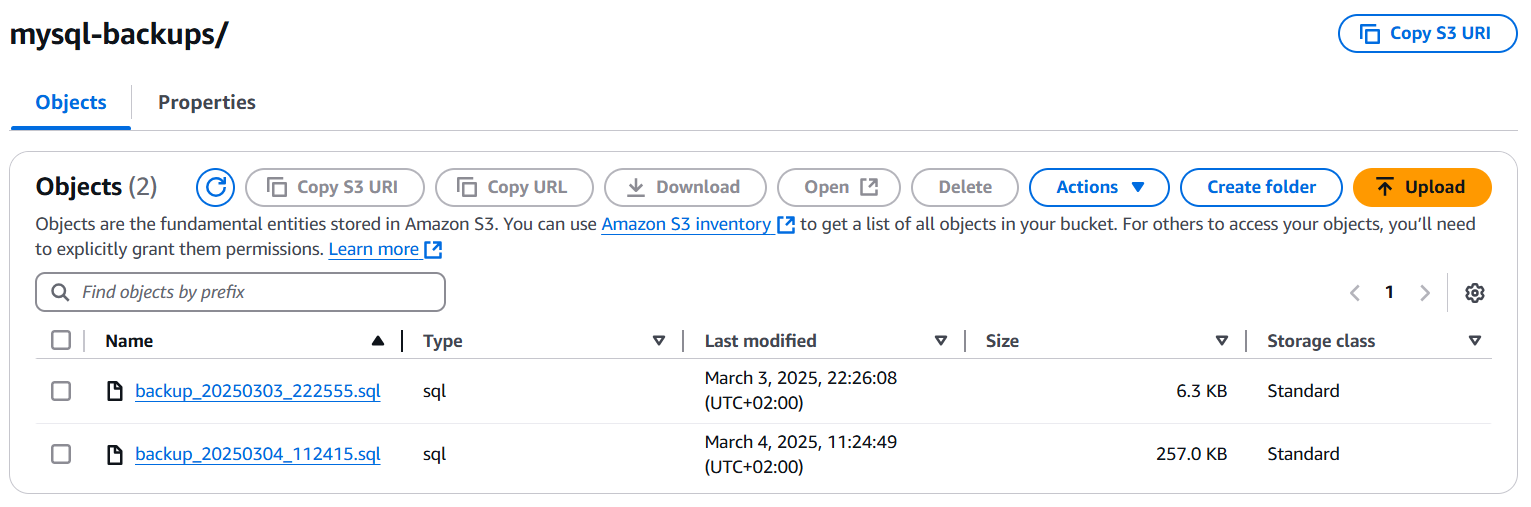 mysql-backups/
Copy S3 URI
Objects
Properties
Objects (2)
Copy S3 URI
Copy URL
Download
Open
Delete
Actions
Create folder
Upload
Objects are the fundamental entities stored in Amazon S3. You can use Amazon S3 inventory to get a list of all objects in your bucket. For others to access your objects, you’ll need
to explicitly grant them permissions. Learn more
Find objects by prefix
1
Name
Type
Last modified
Size
Storage class
backup_20250303_222555.sql
sql
March 3, 2025, 22:26:08
(UTC+02:00)
6.3 KB
Standard
backup_20250304_112415.sql
sql
March 4, 2025, 11:24:49
(UTC+02:00)
257.0 KB
Standard